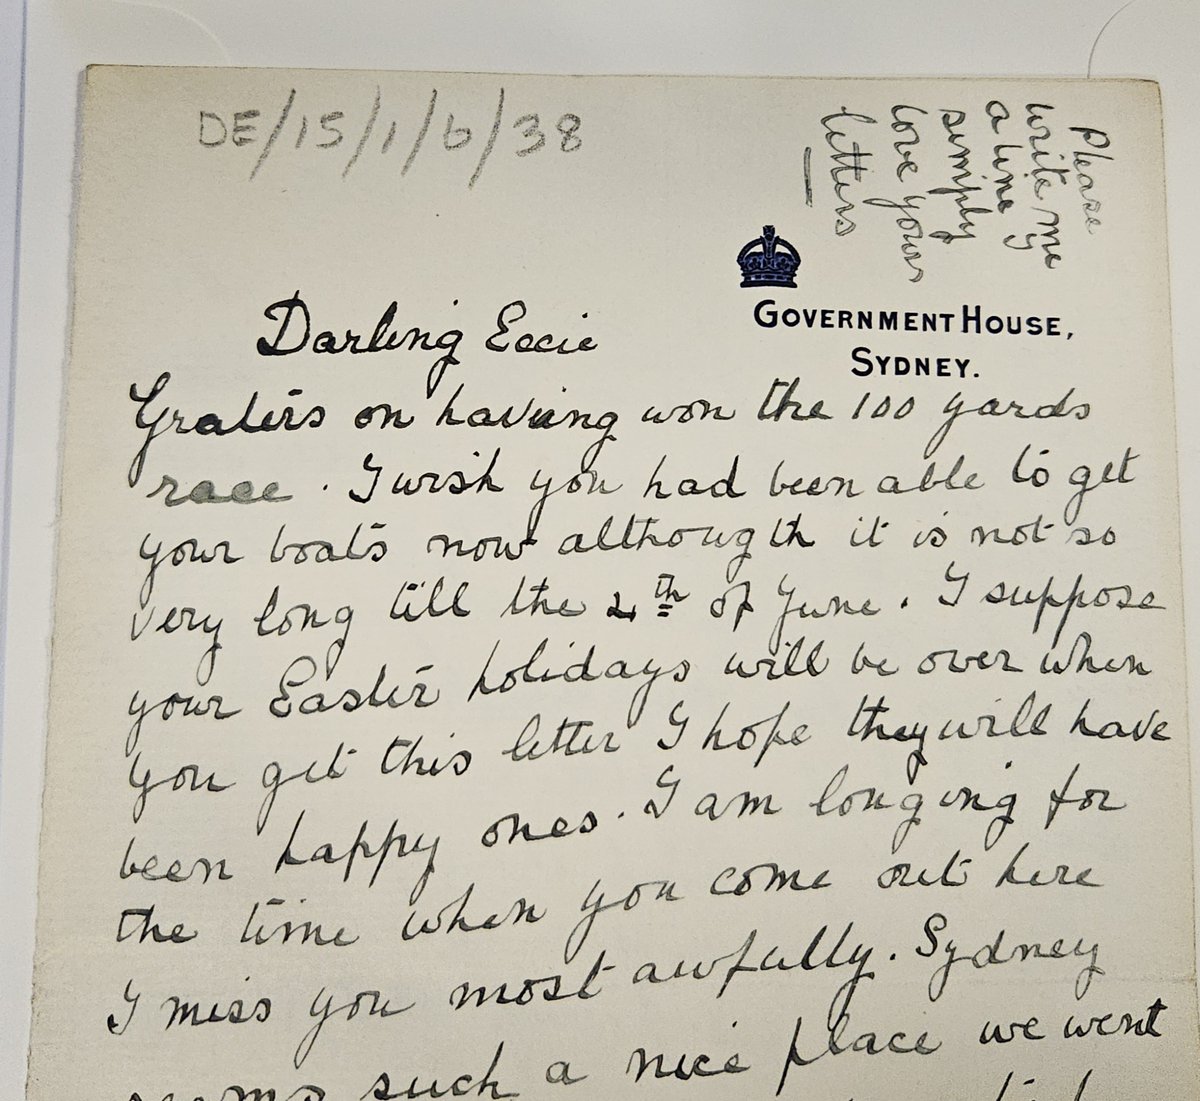 DE/15/1/6/38
Please
write me
a line
simply
love your
letters
GOVERNMENT HOUSE,
SYDNEY.
Darling Eccie
Graters on having won the 100 yards
race. I wish you had been able to get
your boats now although it is not so
very long till the 4th of June. I suppose
your Easter holidays will be over when
you get this letter I hope they will have
been happy ones. I am longing for
the time when you come out here
I miss you most awfully. Sydney
seems such a nice place we went